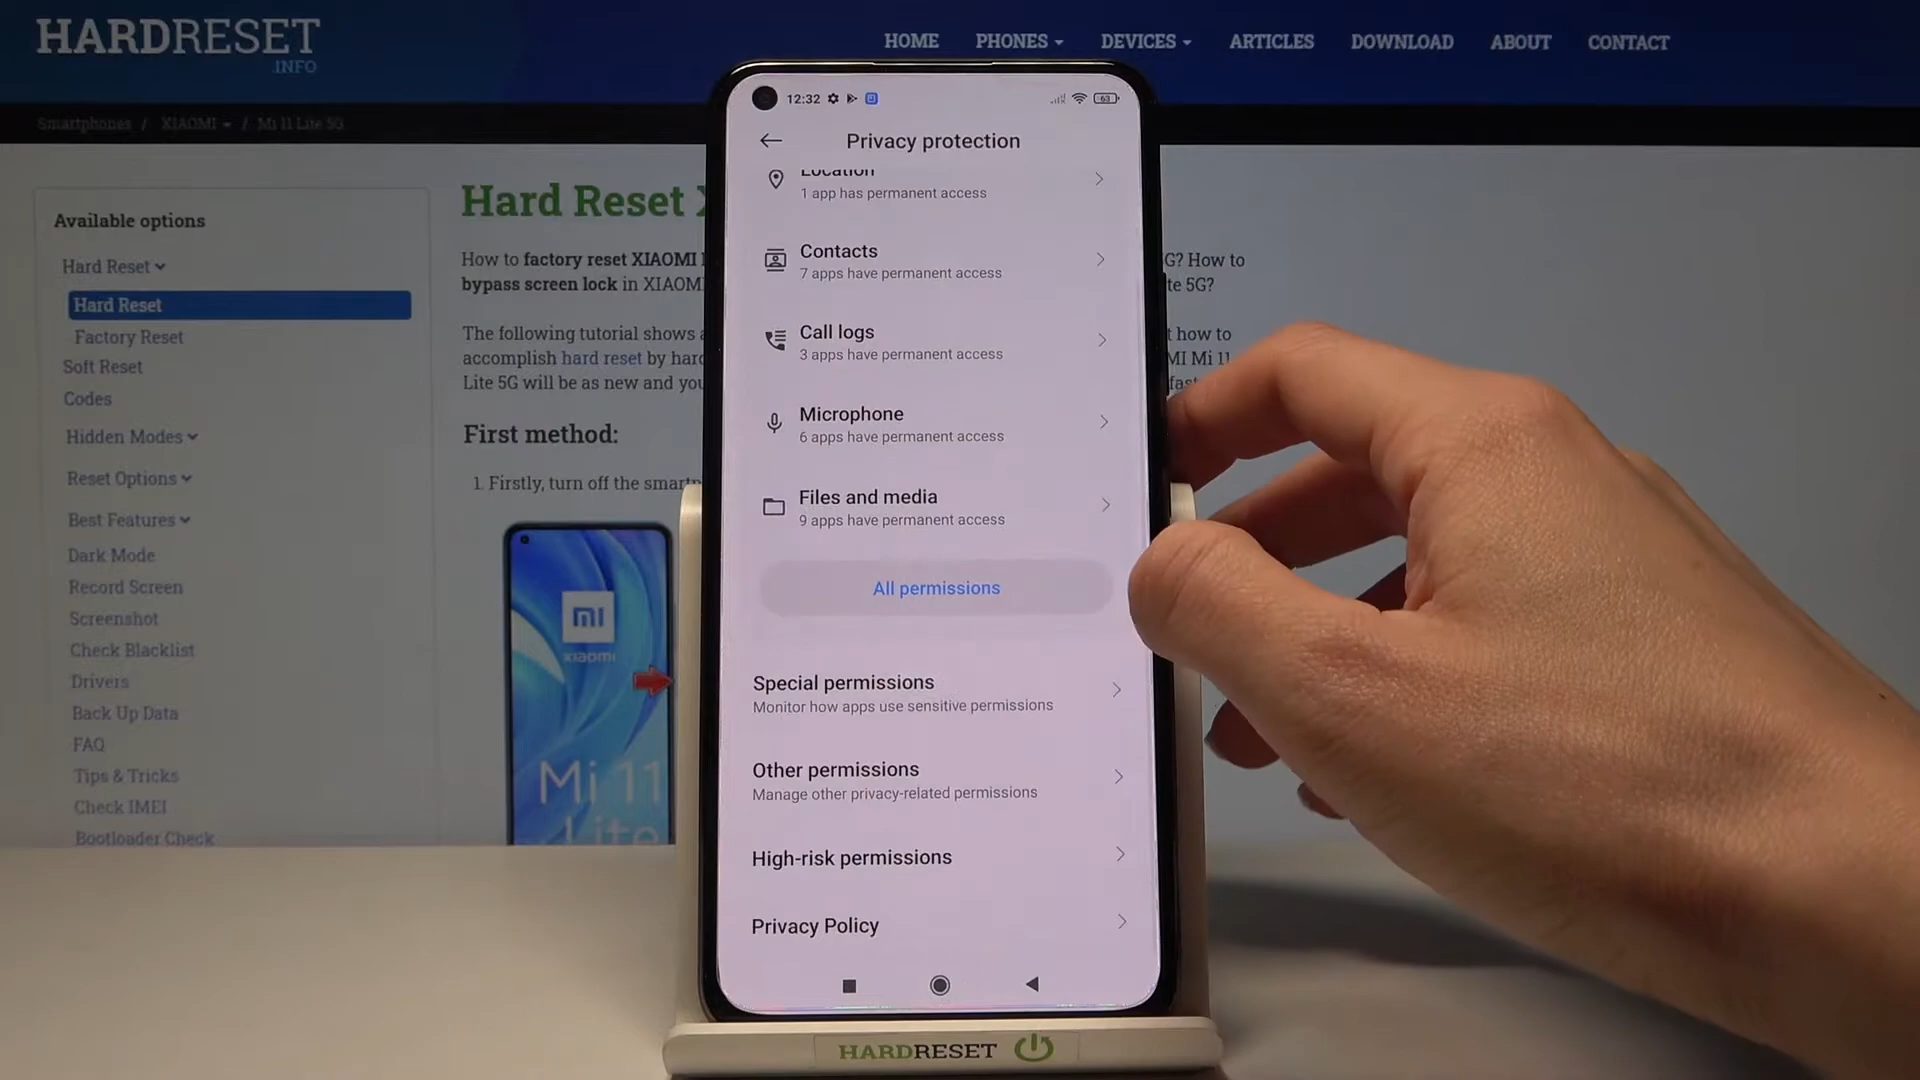 HARDRESET
.INFO
HOME
PHONES
DEVICES
ARTICLES
DOWNLOAD
ABOUT
CONTACT
Smartphones / XIAOMI / Mi 11 Lite 5G
Available options
Hard Reset
Hard Reset
Factory Reset
Soft Reset
Codes
Hidden Modes
Reset Options
Best Features
Dark Mode
Record Screen
Screenshot
Check Blacklist
Drivers
Back Up Data
FAQ
Tips & Tricks
Check IMEI
Bootloader Check
Hard Reset
How to factory reset XIAOMI
G? How to
bypass screen lock in XIAOM
te 5G?
The following tutorial shows
t how to
accomplish hard reset by hard
MI Mi 11
Lite 5G will be as new and you
First method:
1. Firstly, turn off the smart
mi
xiaomi
Mi 11
Lite
12:32
63
Privacy protection
Location
1 app has permanent access
Contacts
7 apps have permanent access
Call logs
3 apps have permanent access
Microphone
6 apps have permanent access
Files and media
9 apps have permanent access
All permissions
Special permissions
Monitor how apps use sensitive permissions
Other permissions
Manage other privacy-related permissions
High-risk permissions
Privacy Policy
HARDRESET